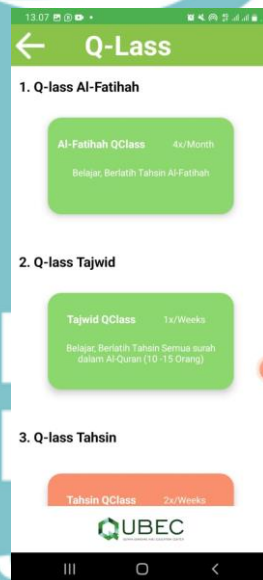 13.07
Q-Lass
1. Q-lass Al-Fatihah
Al-Fatihah QClass 4x/Month
Belajar, Berlatih Tahsin Al-Fatihah
2. Q-lass Tajwid
Tajwid QClass 1x/Weeks
Belajar, Berlatih Tahsin Semua surah
dalam Al-Quran (10 -15 Orang)
3. Q-lass Tahsin
Tahsin QClass 2x/Weeks
QUBEC